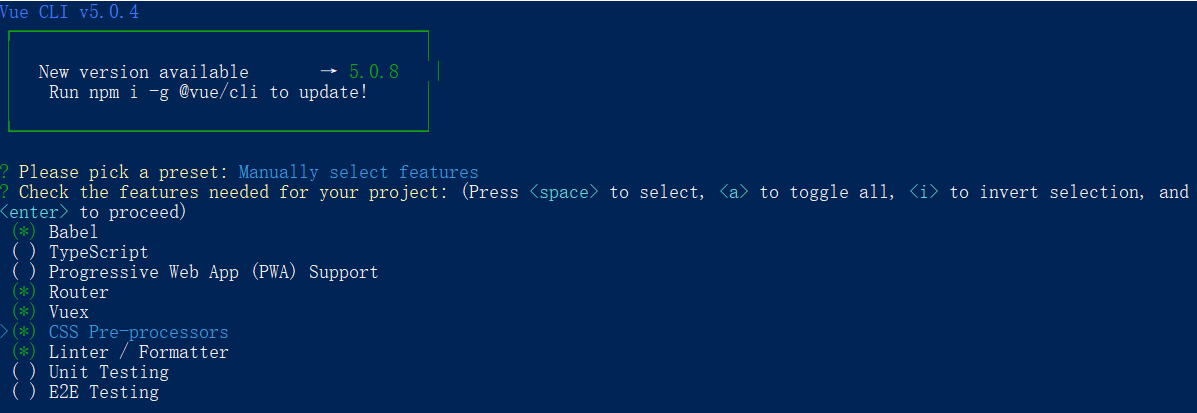 Vue CLI v5.0.4
New version available → 5.0.8
Run npm i -g @vue/cli to update!
? Please pick a preset: Manually select features
? Check the features needed for your project: (Press <space> to select, <a> to toggle all, <i> to invert selection, and
<enter> to proceed)
(*) Babel
( ) TypeScript
( ) Progressive Web App (PWA) Support
(*) Router
(*) Vuex
>(*) CSS Pre-processors
(*) Linter / Formatter
( ) Unit Testing
( ) E2E Testing